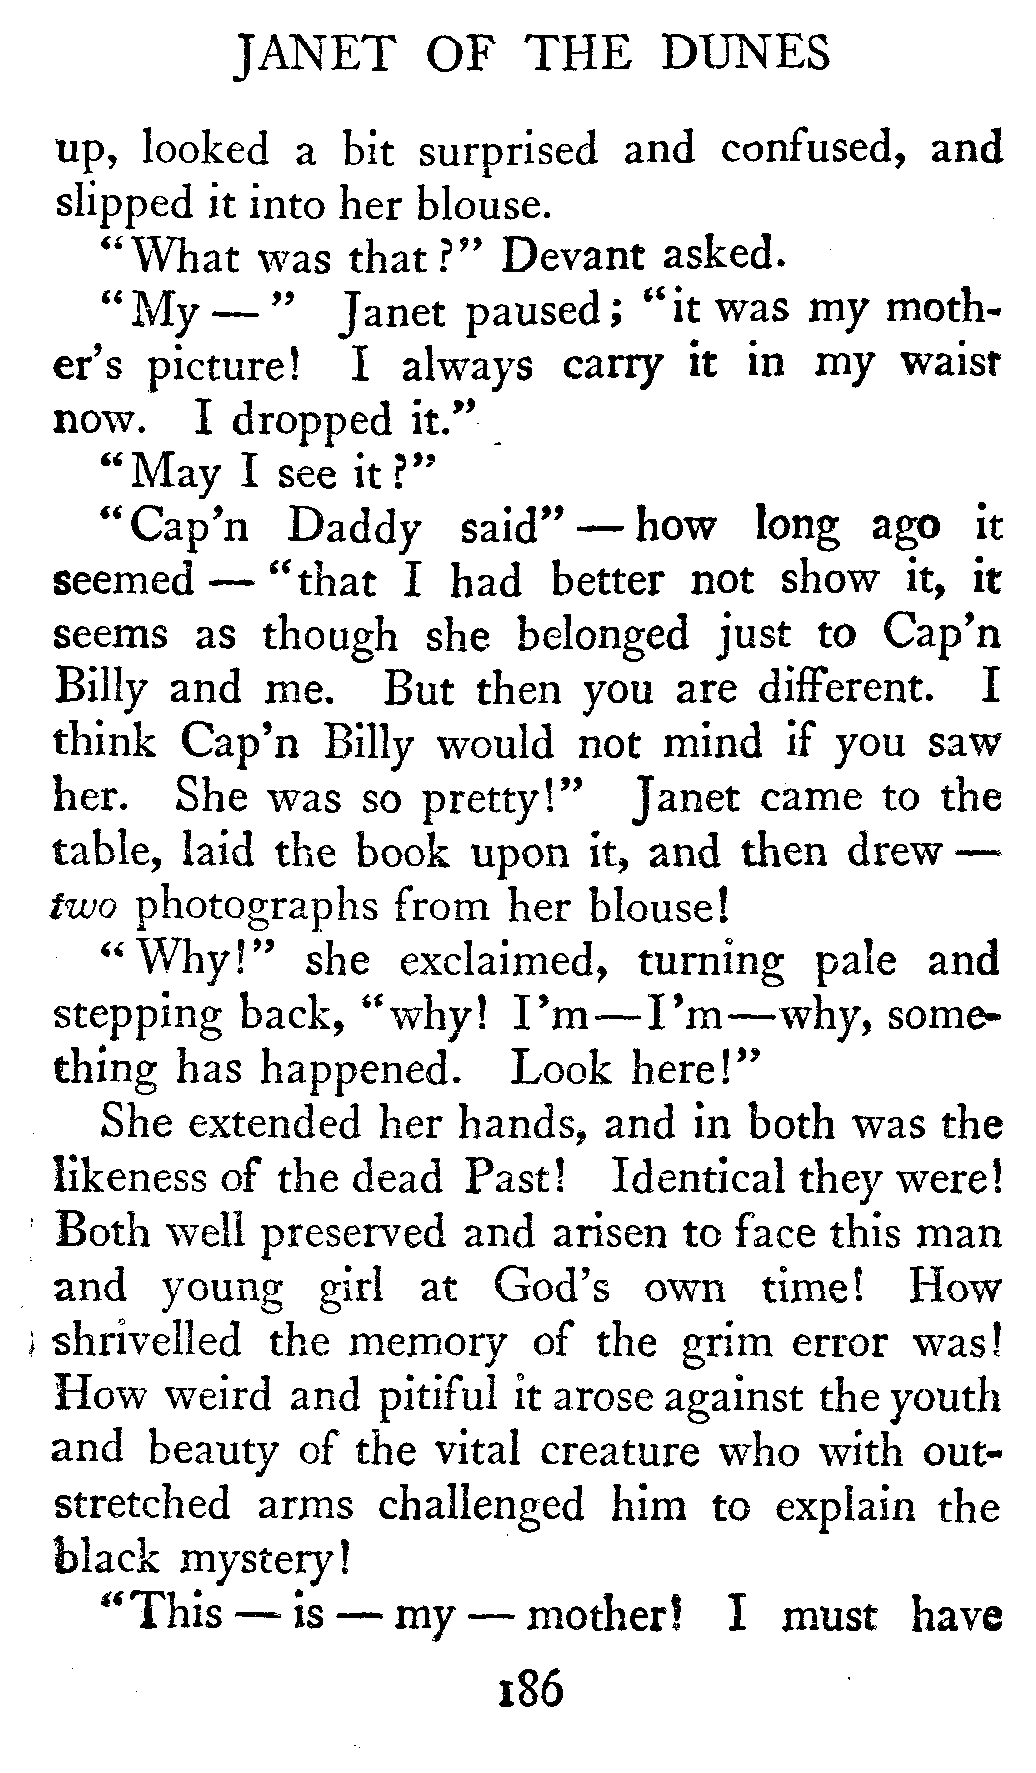 JANET OF THE DUNES
up, looked a bit surprised and confused, and
slipped it into her blouse.
“What was that?” Devant asked.
“My — ” Janet paused; “it was my moth-
er’s picture! I always carry it in my waist
now. I dropped it.”
“May I see it?”
“Cap’n Daddy said” — how long ago it
seemed — “that I had better not show it, it
seems as though she belonged just to Cap’n
Billy and me. But then you are different. I
think Cap’n Billy would not mind if you saw
her. She was so pretty!” Janet came to the
table, laid the book upon it, and then drew —
two photographs from her blouse!
“Why!” she exclaimed, turning pale and
stepping back, “why! I’m—I’m—why, some-
thing has happened. Look here!”
She extended her hands, and in both was the
likeness of the dead Past! Identical they were!
Both well preserved and arisen to face this man
and young girl at God’s own time! How
shrivelled the memory of the grim error was!
How weird and pitiful it arose against the youth
and beauty of the vital creature who with out-
stretched arms challenged him to explain the
black mystery!
“This — is — my — mother! I must have
186